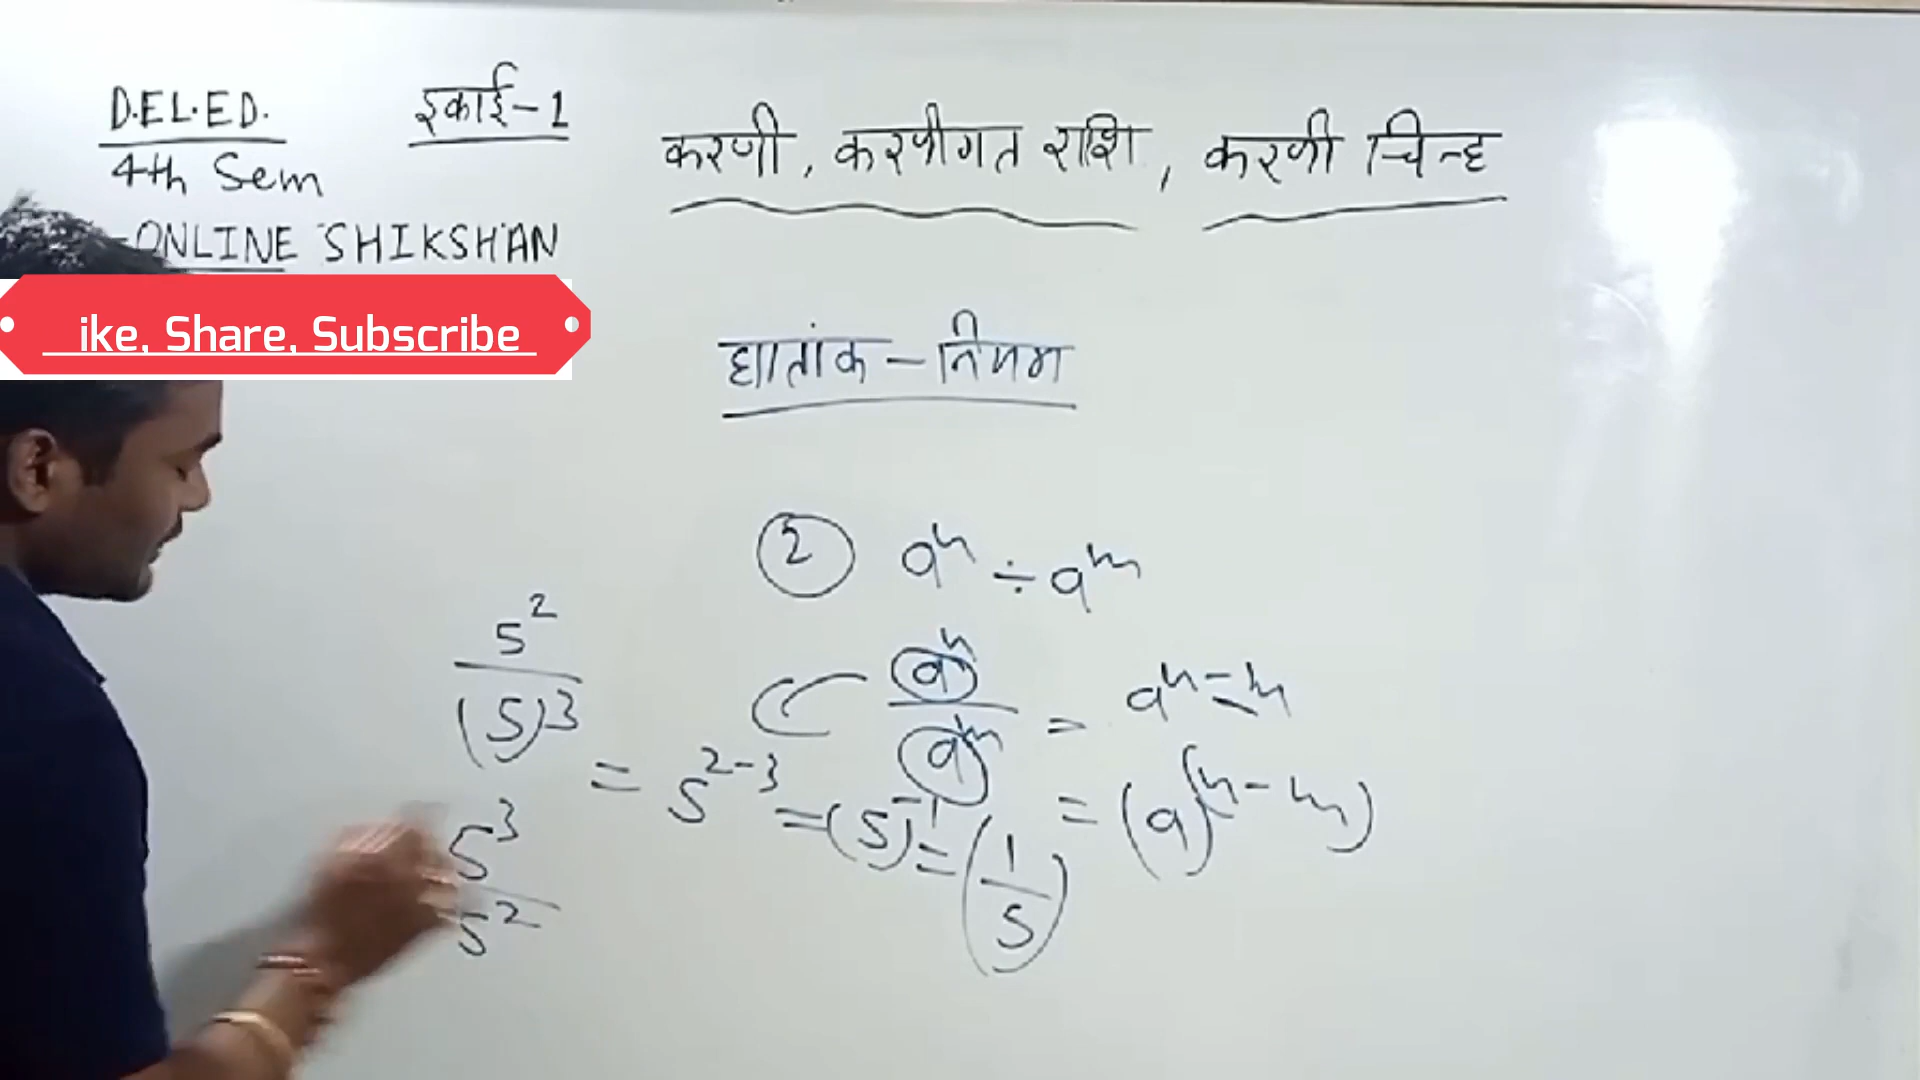 D.EL.ED. इकाई-1
4th Sem
करणी, करणीगत राशि, करणी चिन्ह
-ONLINE SHIKSHAN
ike, Share, Subscribe
घातांक-नियम
② aⁿ ÷ aᵐ
5² / (5)³ = 5²⁻³ = (5)⁻¹ = (1/5)
aⁿ / aᵐ = aⁿ⁻ᵐ
= (a)⁽ⁿ⁻ᵐ⁾
5³ / 5²